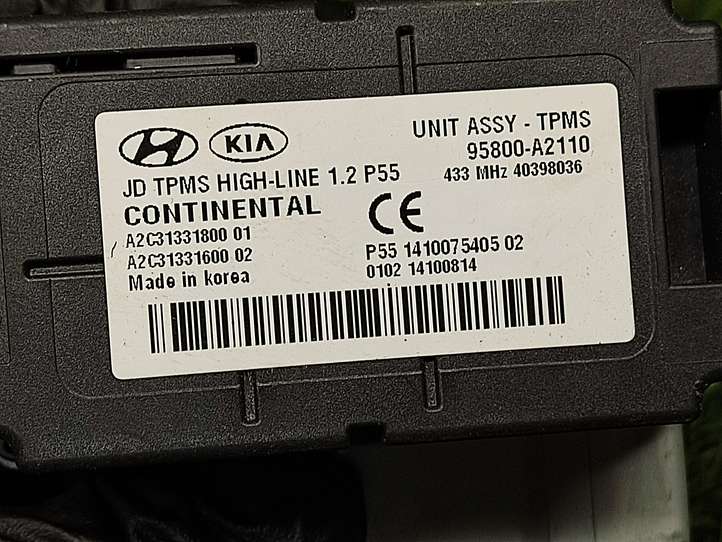 KIA
UNIT ASSY - TPMS
95800-A2110
JD TPMS HIGH-LINE 1.2 P55
433 MHz 40398036
CONTINENTAL
CE
A2C31331800 01
A2C31331600 02
P55 1410075405 02
Made in korea
0102 14100814